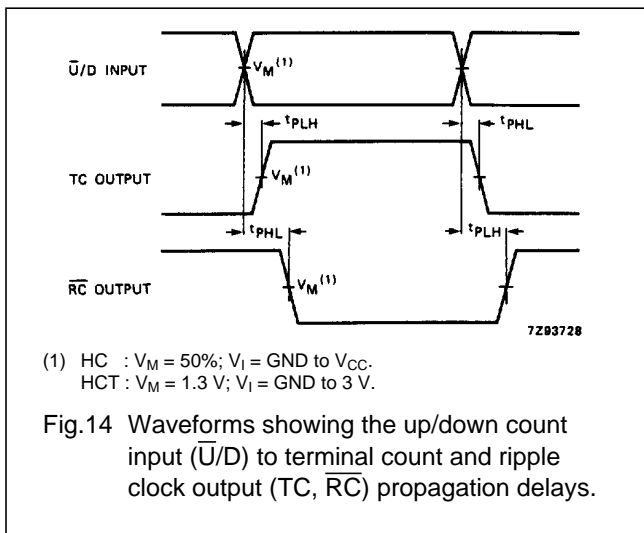 U̅/D INPUT
V_M (1)
t_PLH
t_PHL
TC OUTPUT
V_M (1)
t_PHL
t_PLH
R̅C̅ OUTPUT
V_M (1)
7Z93728
(1) HC : V_M = 50%; V_I = GND to V_CC.
HCT : V_M = 1.3 V; V_I = GND to 3 V.
Fig.14 Waveforms showing the up/down count
input (U̅/D) to terminal count and ripple
clock output (TC, R̅C̅) propagation delays.